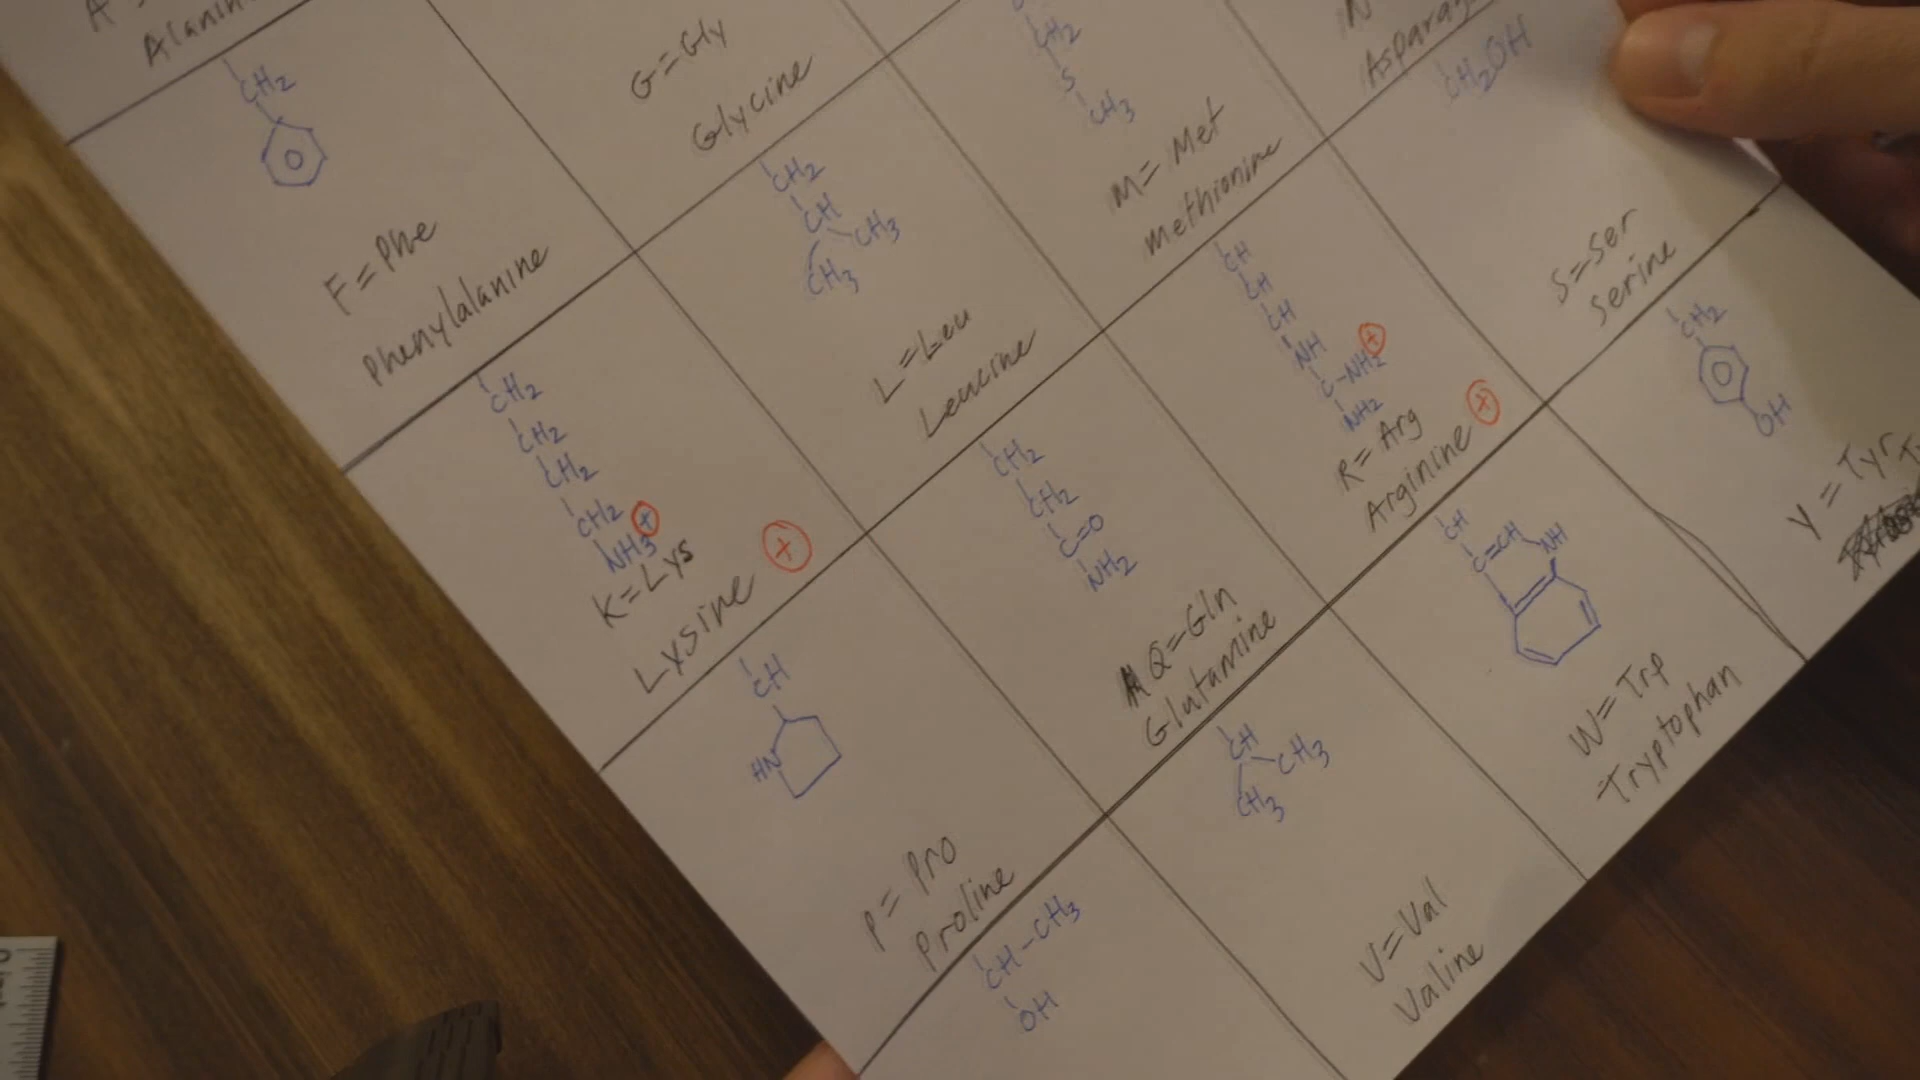 Alanin
CH2
F=Phe
Phenylalanine
G=Gly
Glycine
CH2
S
CH3
M=Met
methionine
N
Asparag
CH2OH
S=Ser
Serine
CH2
CH2
CH2
CH2
NH3+
K=Lys
Lysine +
CH2
CH
CH3
CH3
L=Leu
Leucine
CH
CH
CH
NH
C-NH2+
NH2
R=Arg
Arginine +
CH2
OH
Y=Tyr
CH
HN
P=Pro
Proline
CH2
CH2
C=O
NH2
Q=Gln
Glutamine
CH
C=CH NH
W=Trp
Tryptophan
CH-CH3
OH
CH
CH3
CH3
V=Val
Valine